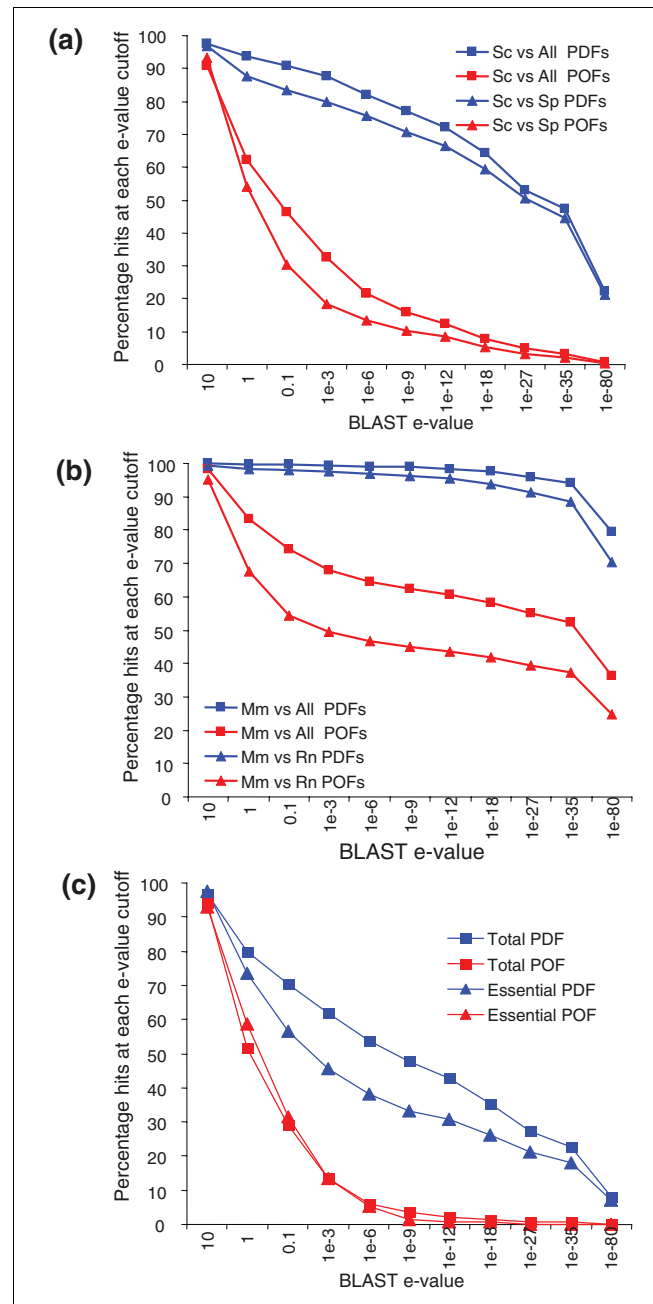 (a)
Percentage hits at each e-value cutoff
100
90
80
70
60
50
40
30
20
10
0
Sc vs All PDFs
Sc vs All POFs
Sc vs Sp PDFs
Sc vs Sp POFs
10
1
0.1
1e-3
1e-6
1e-9
1e-12
1e-18
1e-27
1e-35
1e-80
BLAST e-value
(b)
Percentage hits at each e-value cutoff
100
90
80
70
60
50
40
30
20
10
0
Mm vs All PDFs
Mm vs All POFs
Mm vs Rn PDFs
Mm vs Rn POFs
10
1
0.1
1e-3
1e-6
1e-9
1e-12
1e-18
1e-27
1e-35
1e-80
BLAST e-value
(c)
Percentage hits at each e-value cutoff
100
90
80
70
60
50
40
30
20
10
0
Total PDF
Total POF
Essential PDF
Essential POF
10
1
0.1
1e-3
1e-6
1e-9
1e-12
1e-18
1e-27
1e-35
1e-80
BLAST e-value